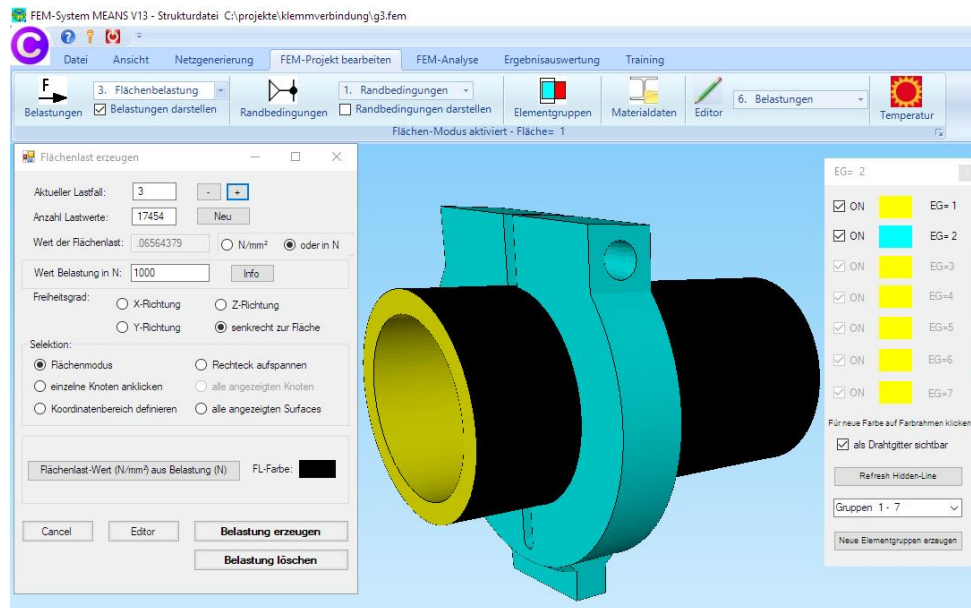 FEM-System MEANS V13 - Strukturdatei C:\projekte\klemmverbindung\g3.fem
C
Datei Ansicht Netzgenerierung FEM-Projekt bearbeiten FEM-Analyse Ergebnisauswertung Training
F
3. Flächenbelastung
1. Randbedingungen
6. Belastungen
Belastungen
Belastungen darstellen
Randbedingungen
Randbedingungen darstellen
Elementgruppen
Materialdaten
Editor
Temperatur
Flächen-Modus aktiviert - Fläche= 1
Flächenlast erzeugen
Aktueller Lastfall: 3 - +
Anzahl Lastwerte: 17454 Neu
Wert der Flächenlast: .06564379 N/mm² oder in N
Wert Belastung in N: 1000 Info
Freiheitsgrad: X-Richtung Z-Richtung
Y-Richtung senkrecht zur Fläche
Selektion:
Flächenmodus Rechteck aufspannen
einzelne Knoten anklicken alle angezeigten Knoten
Koordinatenbereich definieren alle angezeigten Surfaces
Flächenlast-Wert (N/mm²) aus Belastung (N) FL-Farbe:
Cancel Editor Belastung erzeugen
Belastung löschen
EG= 2
ON EG= 1
ON EG= 2
ON EG=3
ON EG=4
ON EG=5
ON EG=6
ON EG=7
Für neue Farbe auf Farbrahmen klicken
als Drahtgitter sichtbar
Refresh Hidden-Line
Gruppen 1 - 7
Neue Elementgruppen erzeugen